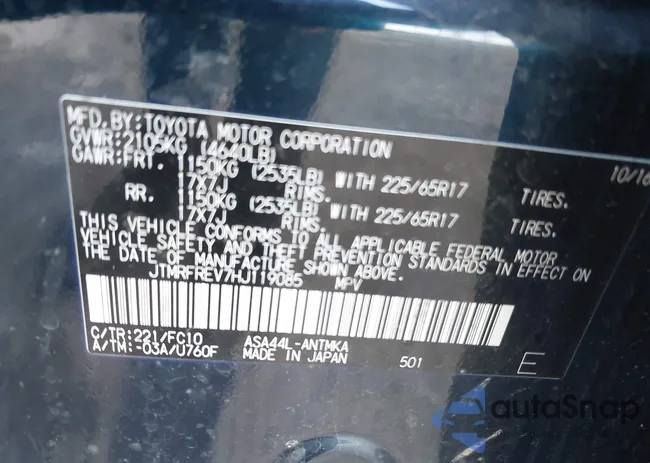 MFD. BY: TOYOTA MOTOR CORPORATION 10/16
GVWR: 2105KG (4640LB)
GAWR: FRT. 1150KG (2535LB) WITH 225/65R17 TIRES.
17X7J RIMS.
RR. 1150KG (2535LB) WITH 225/65R17 TIRES.
17X7J RIMS.
THIS VEHICLE CONFORMS TO ALL APPLICABLE FEDERAL MOTOR
VEHICLE SAFETY AND THEFT PREVENTION STANDARDS IN EFFECT ON
THE DATE OF MANUFACTURE SHOWN ABOVE.
JTMRFREV7HJ119085 MPV
C/TR: 221/FC10 ASA44L-ANTMKA
A/TM: -03A/U760F MADE IN JAPAN 501 E
autoSnap